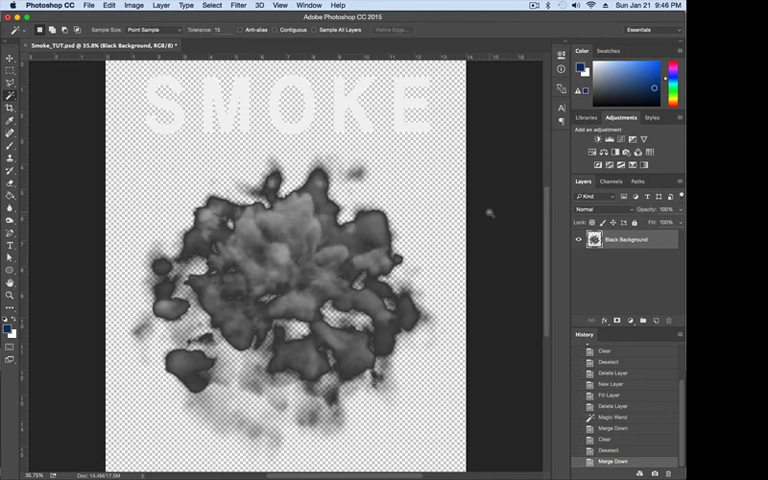 Photoshop CC File Edit Image Layer Type Select Filter 3D View Window Help Sun Jan 21 9:46 PM
Adobe Photoshop CC 2015
Sample Size: Point Sample Tolerance: 15 Anti-alias Contiguous Sample All Layers Refine Edge... Essentials
Smoke_TUT.psd @ 35.8% (Black Background, RGB/8) *
SMOKE
Color Swatches
Libraries Adjustments Styles
Add an adjustment
Layers Channels Paths
Kind
Normal Opacity: 100%
Lock: Fill: 100%
Black Background
History
Clear
Deselect
Delete Layer
New Layer
Fill Layer
Delete Layer
Magic Wand
Merge Down
Clear
Deselect
Merge Down
35.75% Doc: 14.4M/17.5M